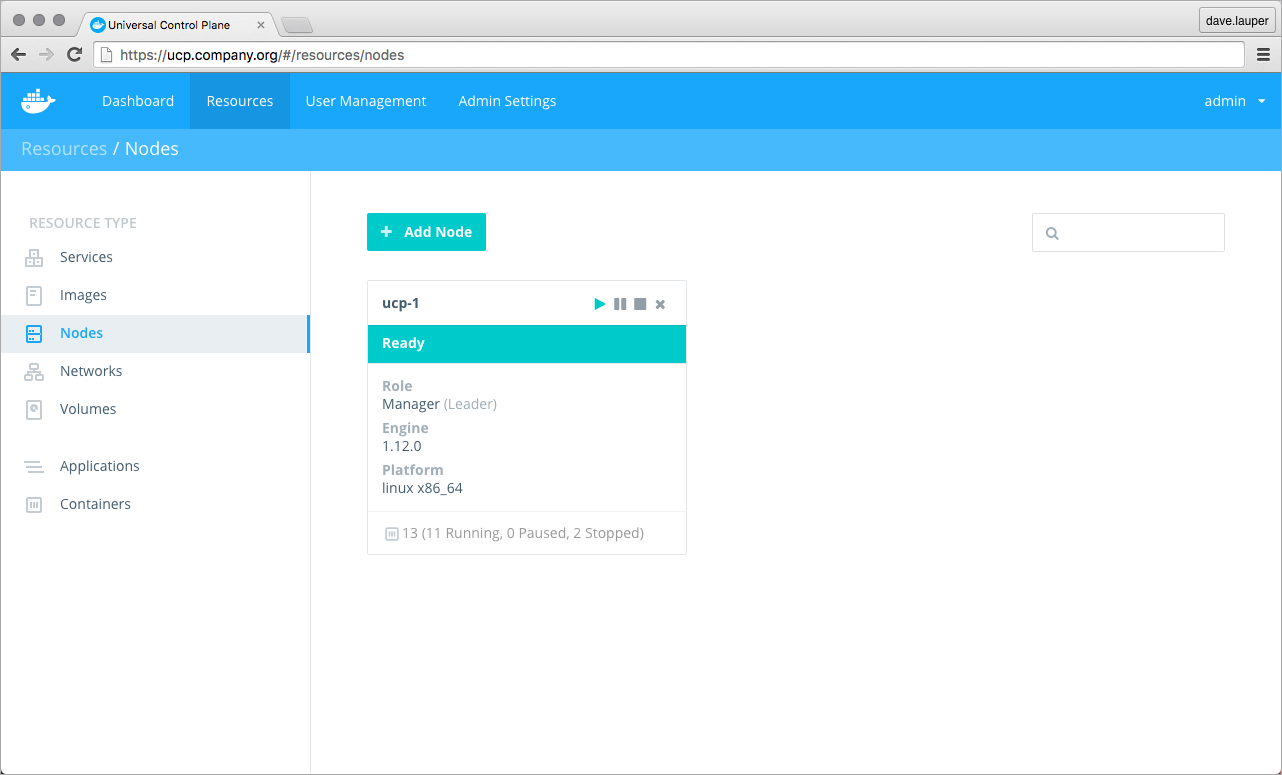 Universal Control Plane
dave.lauper
https://ucp.company.org/#/resources/nodes
Dashboard Resources User Management Admin Settings admin
Resources / Nodes
RESOURCE TYPE
Services
Images
Nodes
Networks
Volumes
Applications
Containers
+ Add Node
ucp-1
Ready
Role
Manager (Leader)
Engine
1.12.0
Platform
linux x86_64
13 (11 Running, 0 Paused, 2 Stopped)